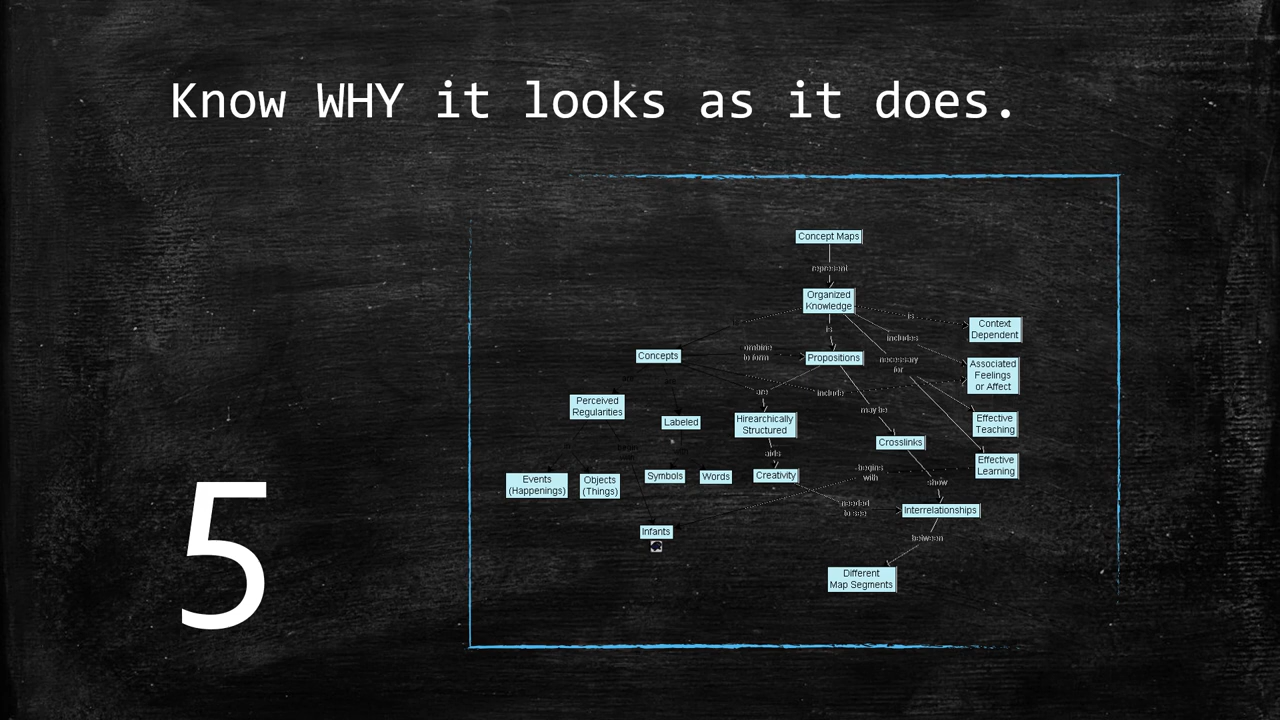 Know WHY it looks as it does.
5
Concept Maps
represent
Organized
Knowledge
is
Context
Dependent
is
includes
Concepts
ombine
to form
Propositions
necessary
for
Associated
Feelings
or Affect
are
include
Perceived
Regularities
Labeled
Hirearchically
Structured
may be
Effective
Teaching
Crosslinks
aids
Effective
Learning
begins
with
Events
(Happenings)
Objects
(Things)
Symbols
Words
Creativity
show
needed
to see
Interrelationships
Infants
between
Different
Map Segments